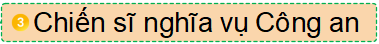 3 Chiến sĩ nghĩa vụ Công an